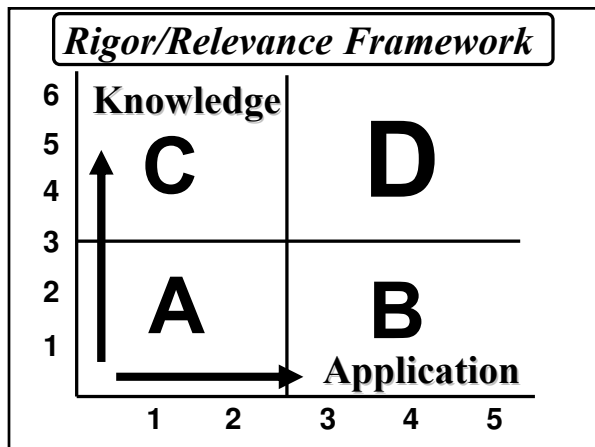 Rigor/Relevance Framework
6
Knowledge
5
C
D
4
3
2
A
B
1
Application
1 2 3 4 5